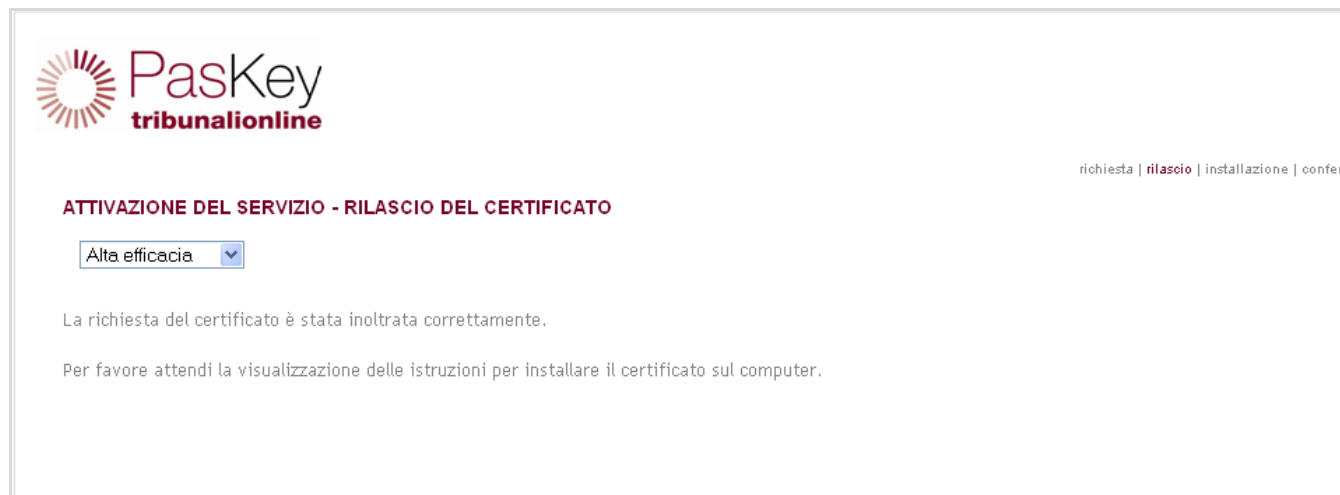 PasKey
tribunalionline
richiesta | rilascio | installazione | confer
ATTIVAZIONE DEL SERVIZIO - RILASCIO DEL CERTIFICATO
Alta efficacia
La richiesta del certificato è stata inoltrata correttamente.
Per favore attendi la visualizzazione delle istruzioni per installare il certificato sul computer.